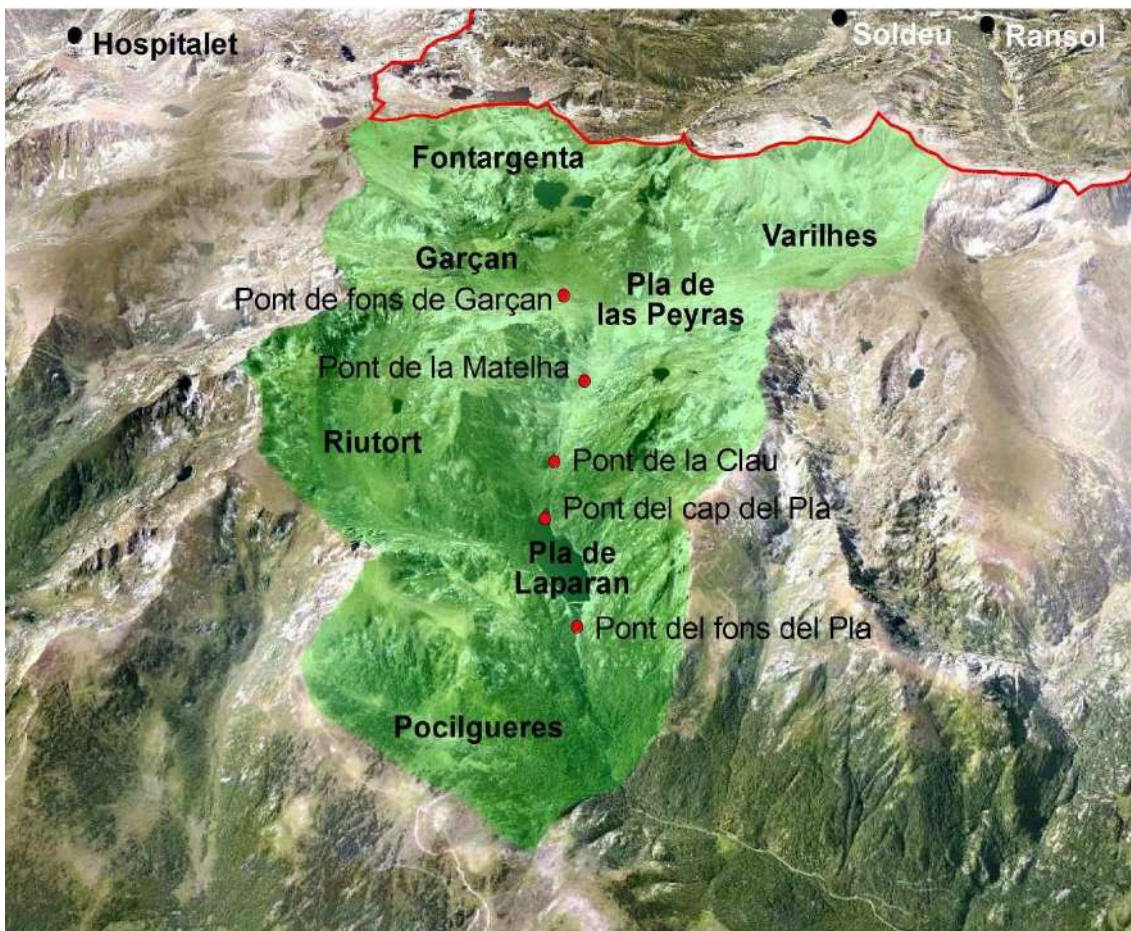 Hospitalet
Soldeu
Ransol
Fontargenta
Varilhes
Garçan
Pla de
las Peyras
Pont de fons de Garçan
Pont de la Matelha
Riutort
Pont de la Clau
Pont del cap del Pla
Pla de
Laparan
Pont del fons del Pla
Pocilgueres